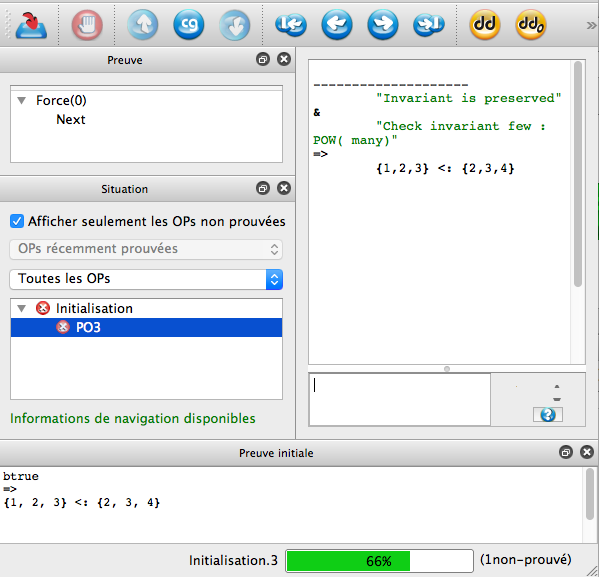 cg
dd
dd0
»
Preuve
Force(0)
Next
Situation
Afficher seulement les OPs non prouvées
OPs récemment prouvées
Toutes les OPs
Initialisation
PO3
Informations de navigation disponibles
--------------------
"Invariant is preserved"
&
"Check invariant few :
POW( many)"
=>
{1,2,3} <: {2,3,4}
?
Preuve initiale
btrue
=>
{1, 2, 3} <: {2, 3, 4}
Initialisation.3
66%
(1non-prouvé)